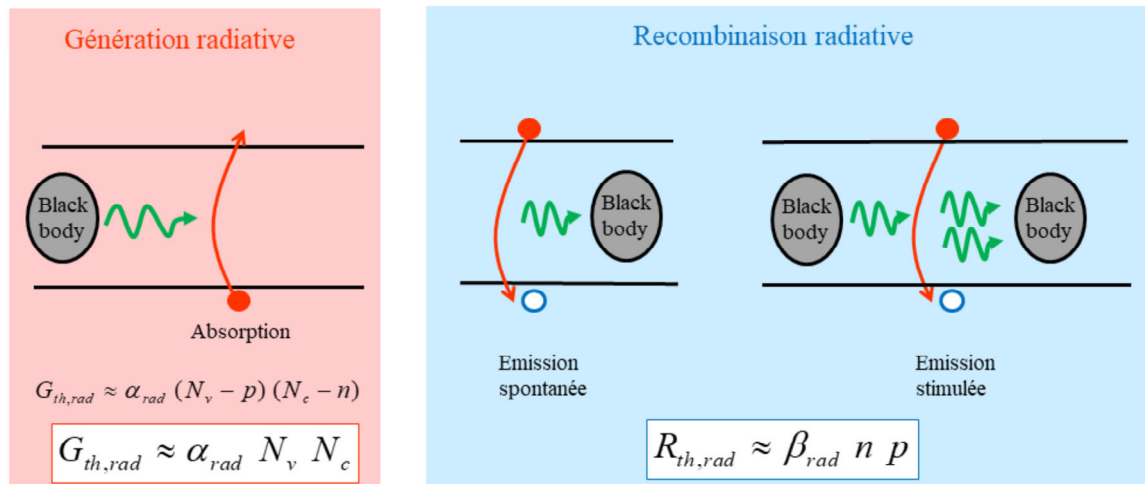 Génération radiative
Black
body
Absorption
G_{th,rad} ≈ α_{rad} (N_v − p) (N_c − n)
G_{th,rad} ≈ α_{rad} N_v N_c
Recombinaison radiative
Black
body
Emission
spontanée
Black
body
Black
body
Emission
stimulée
R_{th,rad} ≈ β_{rad} n p